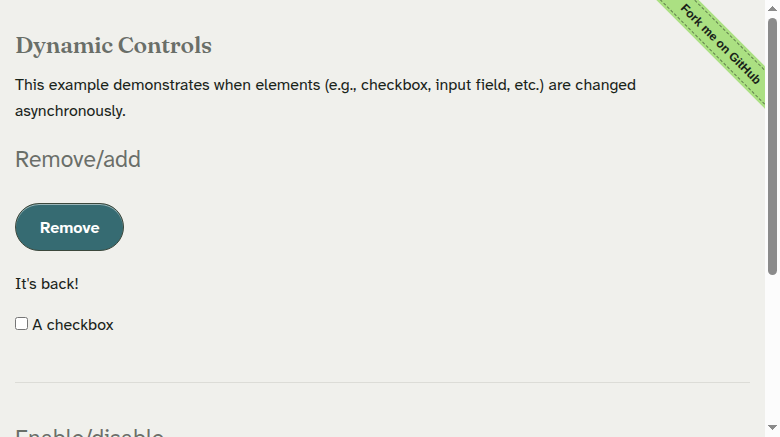 Fork me on GitHub
Dynamic Controls
This example demonstrates when elements (e.g., checkbox, input field, etc.) are changed
asynchronously.
Remove/add
Remove
It's back!
A checkbox
Enable/disable